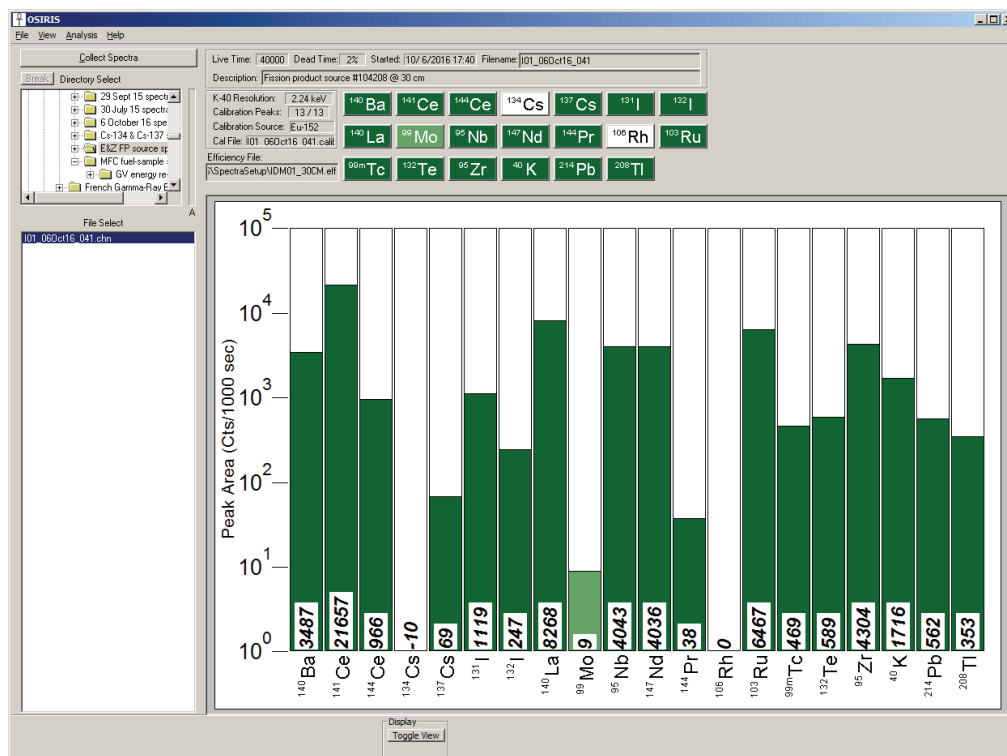 OSIRIS
File View Analysis Help
Collect Spectra
Break Directory Select
29 Sept 15 spectra
30 July 15 spectra
6 October 16 spe
Cs-134 & Cs-137
E&Z FP source sp
MFC fuel-sample
GV energy re
French Gamma-Ray E
A
File Select
I01_06Oct16_041.chn
Live Time: 40000 Dead Time: 2% Started: 10/ 6/2016 17:40 Filename: I01_06Oct16_041
Description: Fission product source #104208 @ 30 cm
K-40 Resolution: 2.24 keV
Calibration Peaks: 13 / 13
Calibration Source: Eu-152
Cal File: I01_06Oct16_041.calib
Efficiency File:
\SpectraSetup\IDM01_30CM.eff
140Ba 141Ce 144Ce 134Cs 137Cs 131I 132I
140La 99Mo 95Nb 147Nd 144Pr 106Rh 103Ru
99mTc 132Te 95Zr 40K 214Pb 208Tl
Peak Area (Cts/1000 sec)
10^5
10^4
10^3
10^2
10^1
10^0
3487 21657 966 -10 69 1119 247 8268 9 4043 4036 38 0 6467 469 589 4304 1716 562 353
140Ba 141Ce 144Ce 134Cs 137Cs 131I 132I 140La 99Mo 95Nb 147Nd 144Pr 106Rh 103Ru 99mTc 132Te 95Zr 40K 214Pb 208Tl
Display
Toggle View